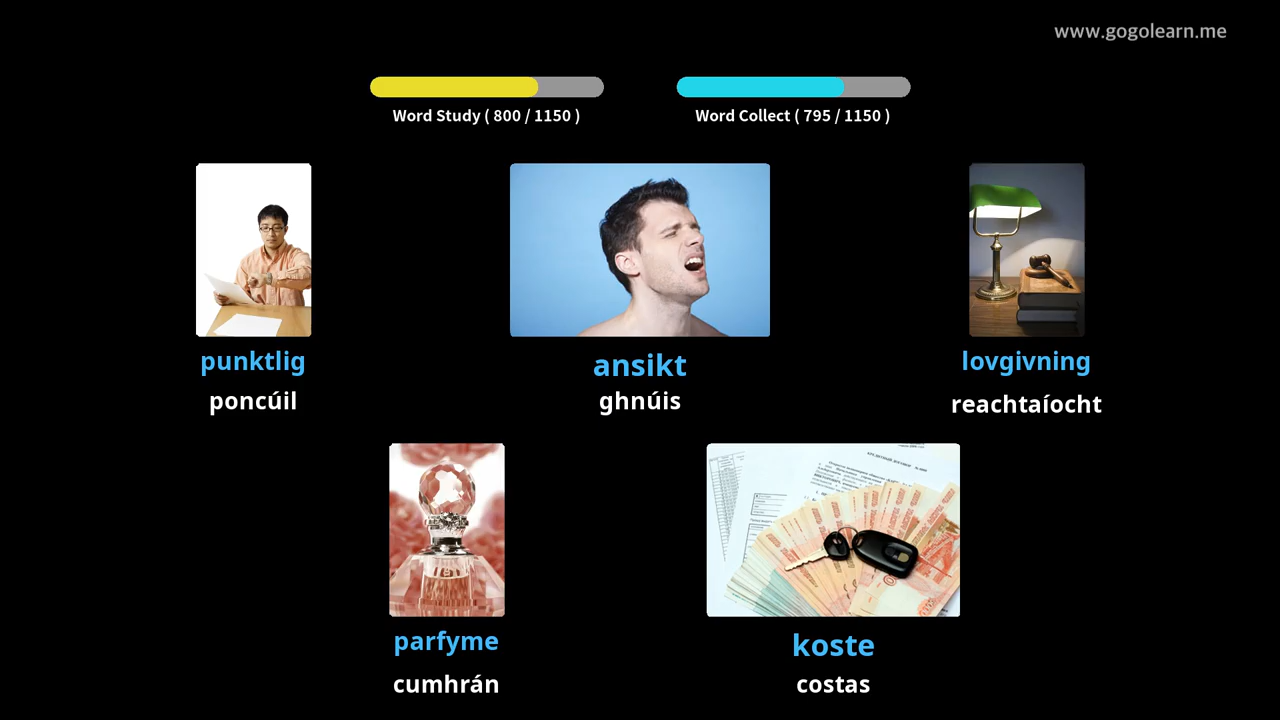 www.gogolearn.me
Word Study ( 800 / 1150 )
Word Collect ( 795 / 1150 )
punktlig
ansikt
lovgivning
poncúil
ghnúis
reachtaíocht
parfyme
koste
cumhrán
costas